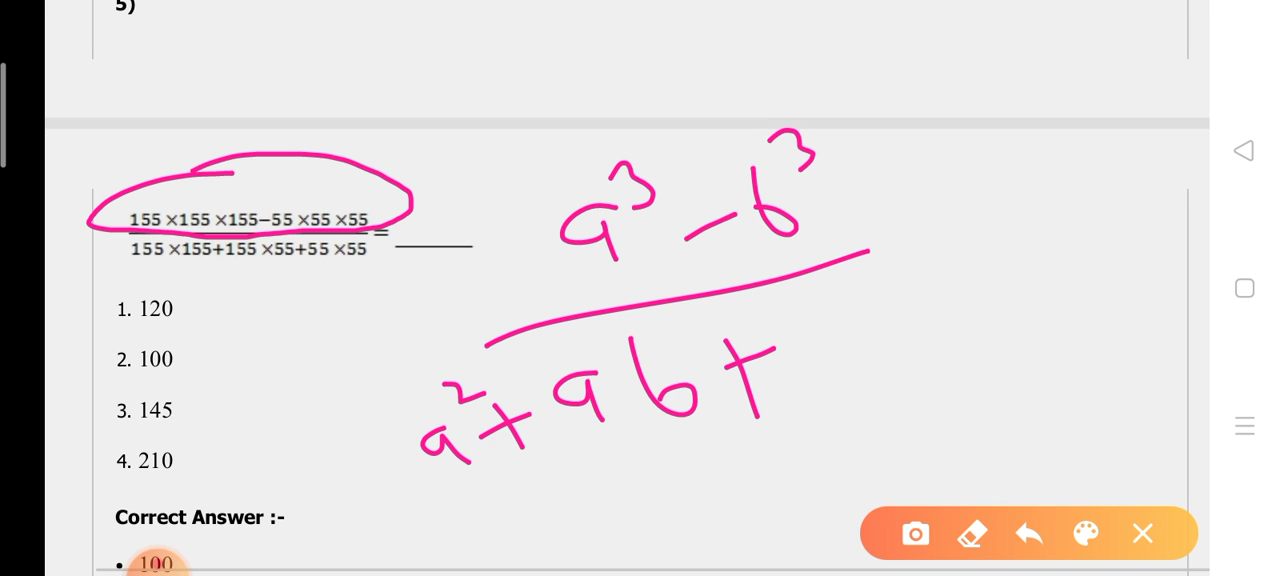 5)
155 ×155 ×155−55 ×55 ×55
155 ×155+155 ×55+55 ×55
= ________
a³ − b³
a² + ab +
1. 120
2. 100
3. 145
4. 210
Correct Answer :-
• 100